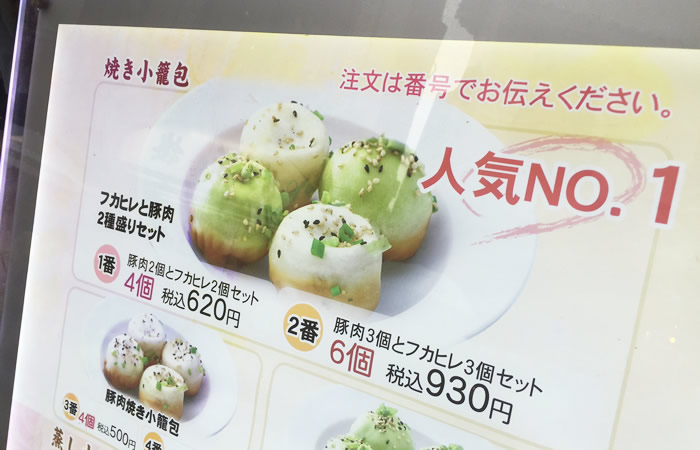 焼き小籠包
注文は番号でお伝えください。
人気NO.1
フカヒレと豚肉
2種盛りセット
1番
豚肉2個とフカヒレ2個セット
4個 税込620円
2番
豚肉3個とフカヒレ3個セット
6個 税込930円
豚肉焼き小籠包
3番 4個 税込500円
4番
蒸し